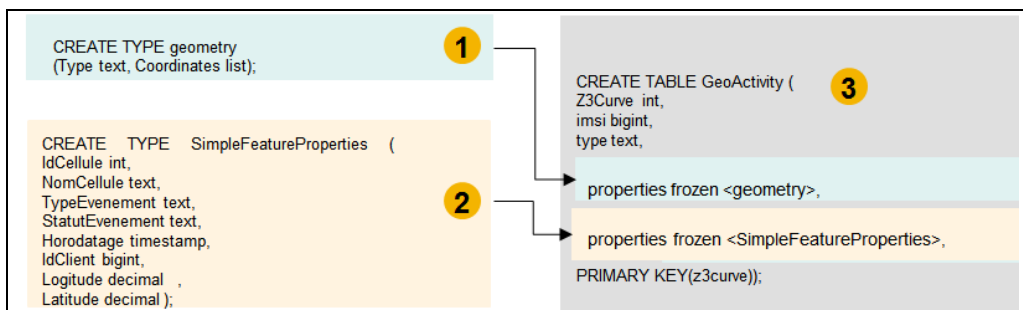 CREATE TYPE geometry
(Type text, Coordinates list);
1
CREATE TYPE SimpleFeatureProperties (
IdCellule int,
NomCellule text,
TypeEvenement text,
StatutEvenement text,
Horodatage timestamp,
IdClient bigint,
Logitude decimal ,
Latitude decimal );
2
3
CREATE TABLE GeoActivity (
Z3Curve int,
imsi bigint,
type text,
properties frozen <geometry>,
properties frozen <SimpleFeatureProperties>,
PRIMARY KEY(z3curve));